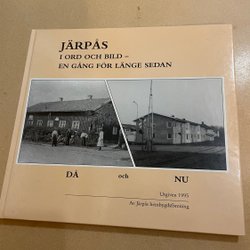 JÄRPÅS
I ORD OCH BILD –
EN GÅNG FÖR LÄNGE SEDAN
DÅ och NU
Utgiven 1995
Av Järpås hembygdsförening